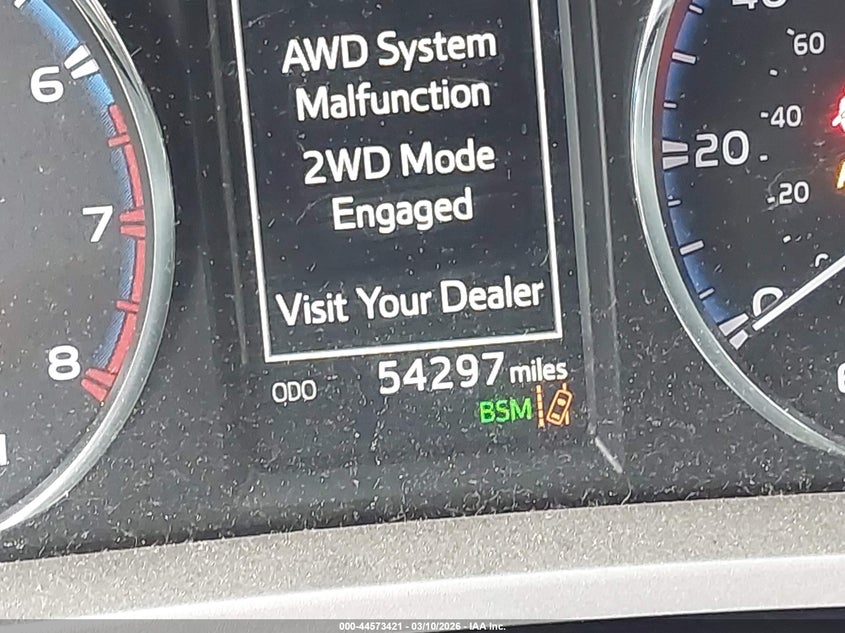 AWD System
Malfunction
2WD Mode
Engaged
Visit Your Dealer
ODO 54297 miles
BSM
6
7
8
60
40
20
20
0
000-44573421 - 03/10/2026 - IAA Inc.